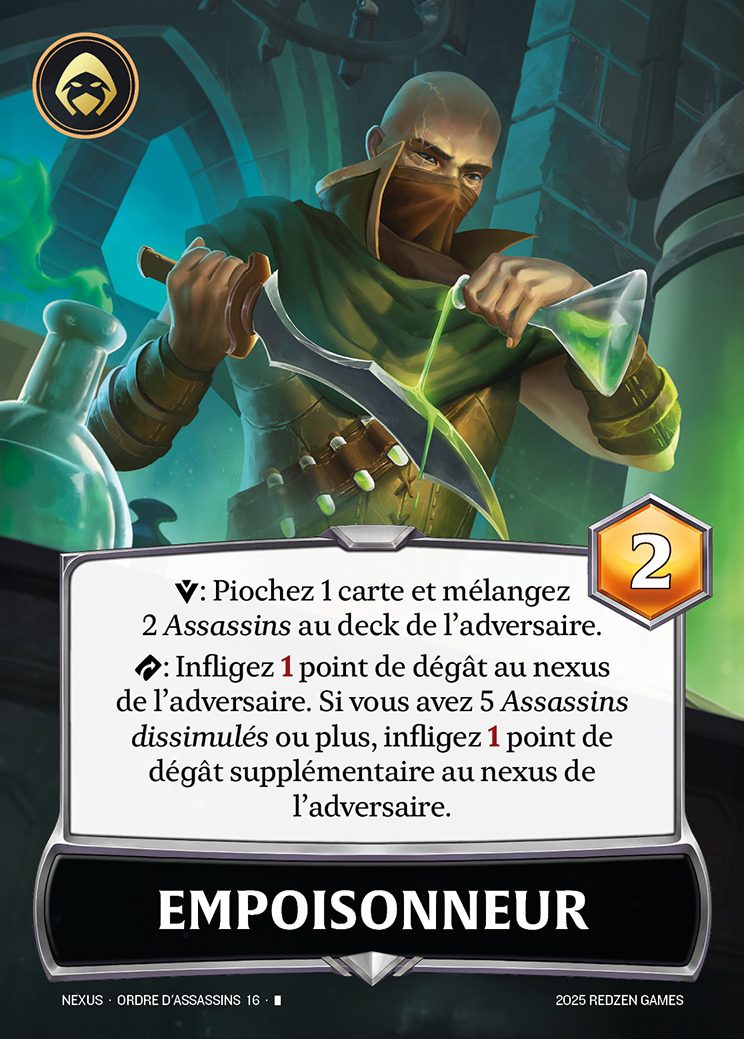 2
: Piochez 1 carte et mélangez
2 Assassins au deck de l’adversaire.
: Infligez 1 point de dégât au nexus
de l’adversaire. Si vous avez 5 Assassins
dissimulés ou plus, infligez 1 point de
dégât supplémentaire au nexus de
l’adversaire.
EMPOISONNEUR
NEXUS · ORDRE D’ASSASSINS 16 ·
2025 REDZEN GAMES